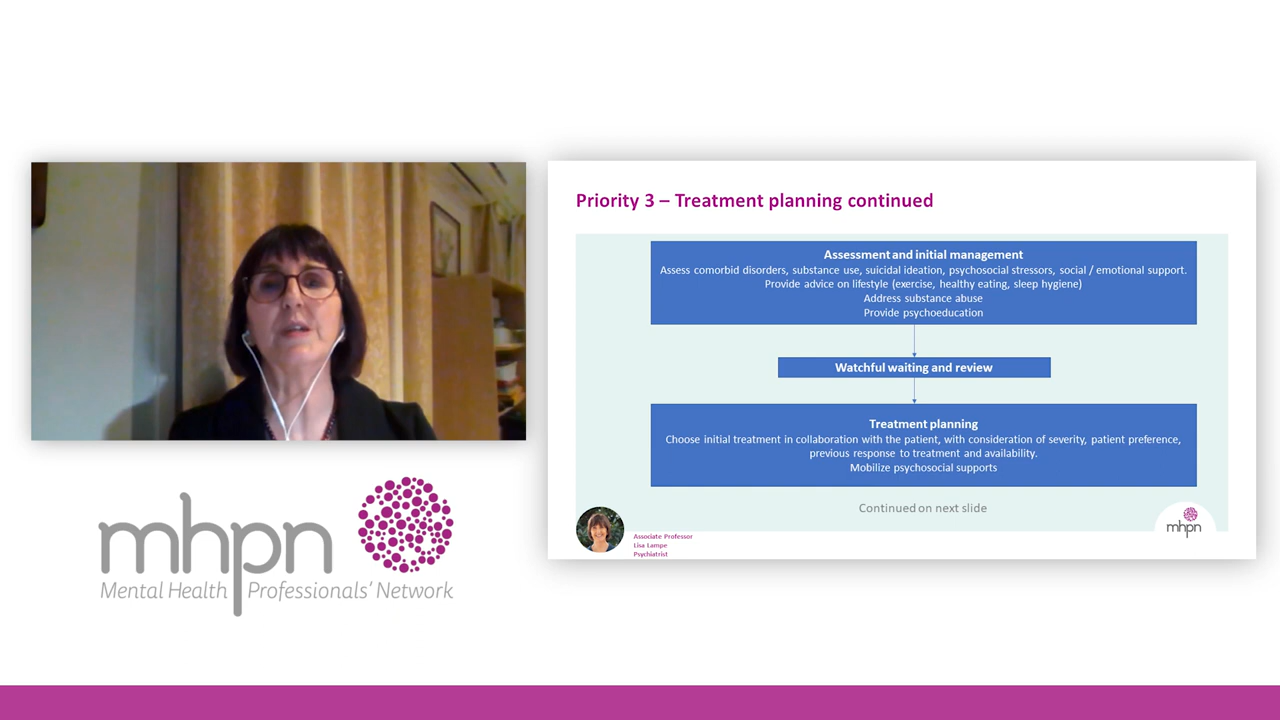 mhpn
Mental Health Professionals' Network
Priority 3 – Treatment planning continued
Assessment and initial management
Assess comorbid disorders, substance use, suicidal ideation, psychosocial stressors, social / emotional support.
Provide advice on lifestyle (exercise, healthy eating, sleep hygiene)
Address substance abuse
Provide psychoeducation
Watchful waiting and review
Treatment planning
Choose initial treatment in collaboration with the patient, with consideration of severity, patient preference,
previous response to treatment and availability.
Mobilize psychosocial supports
Continued on next slide
Associate Professor
Lisa Lampe
Psychiatrist
mhpn